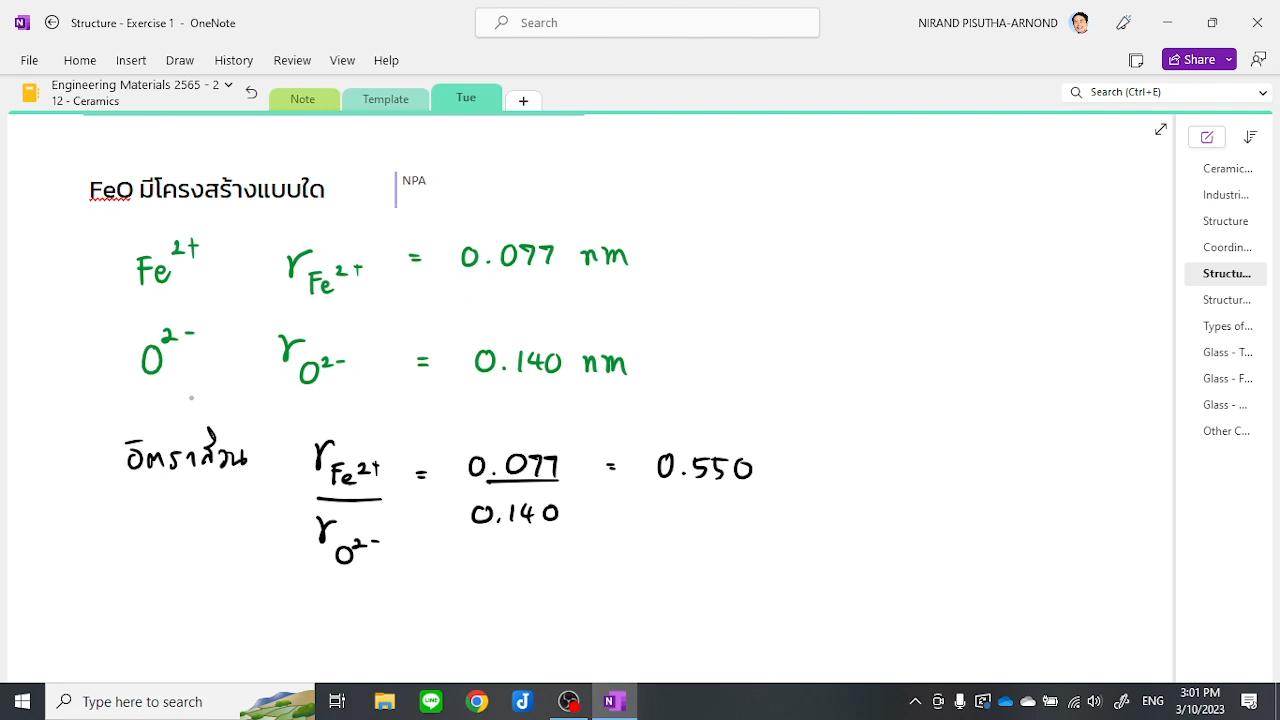 Structure - Exercise 1 - OneNote
Search
NIRAND PISUTHA-ARNOND
File Home Insert Draw History Review View Help
Share
Engineering Materials 2565 - 2
12 - Ceramics
Note
Template
Tue
Search (Ctrl+E)
FeO มีโครงสร้างแบบใด
NPA
Fe²⁺ r Fe²⁺ = 0.077 nm
O²⁻ r O²⁻ = 0.140 nm
อัตราส่วน r Fe²⁺ = 0.077 = 0.550
r O²⁻ 0.140
Ceramic...
Industri...
Structure
Coordin...
Structu...
Structur...
Types of...
Glass - T...
Glass - F...
Glass - ...
Other C...
Type here to search
ENG
3:01 PM
3/10/2023